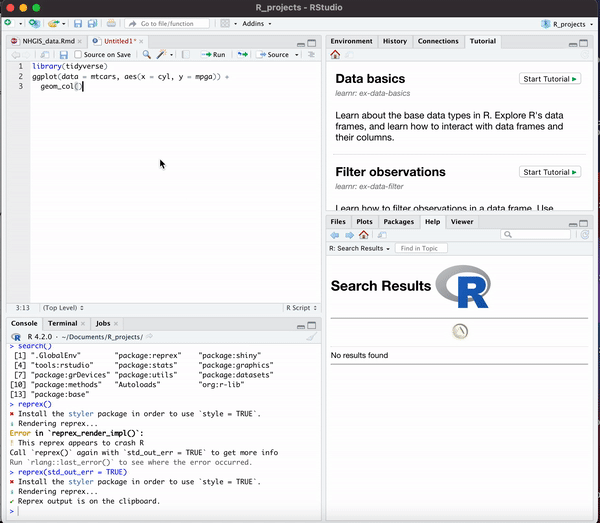 R_projects - RStudio
Go to file/function
Addins
R_projects
NHGIS_data.Rmd
Untitled1*
Source on Save
Run
Source
1 library(tidyverse)
2 ggplot(data = mtcars, aes(x = cyl, y = mpga)) +
3 geom_col()
3:13
(Top Level)
R Script
Console Terminal Jobs
R 4.2.0 · ~/Documents/R_projects/
> search()
[1] ".GlobalEnv" "package:reprex" "package:shiny"
[4] "tools:rstudio" "package:stats" "package:graphics"
[7] "package:grDevices" "package:utils" "package:datasets"
[10] "package:methods" "Autoloads" "org:r-lib"
[13] "package:base"
> reprex()
✖ Install the styler package in order to use `style = TRUE`.
ℹ Rendering reprex...
Error in `reprex_render_impl()`:
! This reprex appears to crash R
Call `reprex()` again with `std_out_err = TRUE` to get more info
Run `rlang::last_error()` to see where the error occurred.
> reprex(std_out_err = TRUE)
✖ Install the styler package in order to use `style = TRUE`.
ℹ Rendering reprex...
✔ Reprex output is on the clipboard.
>
Environment History Connections Tutorial
Data basics
Start Tutorial
learnr: ex-data-basics
Learn about the base data types in R. Explore R's data
frames, and learn how to interact with data frames and
their columns.
Filter observations
Start Tutorial
learnr: ex-data-filter
Learn how to filter observations in a data frame. Use
Files Plots Packages Help Viewer
R: Search Results
Find in Topic
Search Results
R
No results found